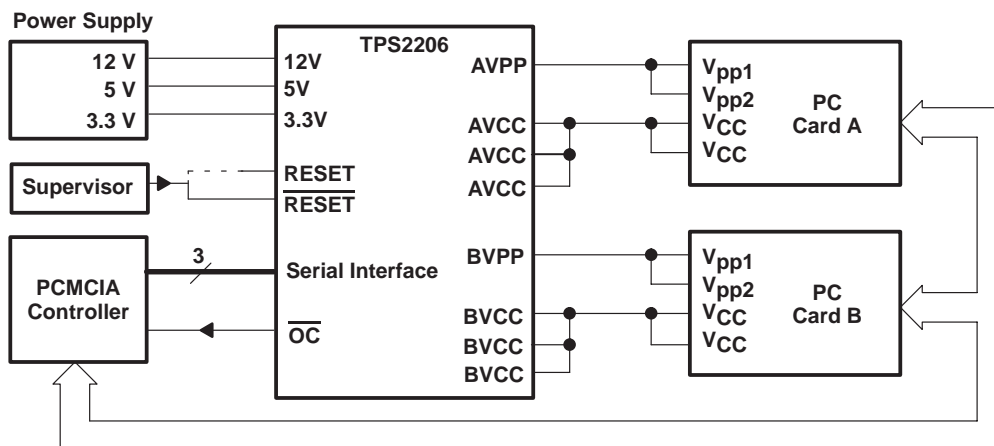 Power Supply
12 V
5 V
3.3 V
Supervisor
PCMCIA
Controller
3
TPS2206
12V
5V
3.3V
RESET
RESET
Serial Interface
OC
AVPP
AVCC
AVCC
AVCC
BVPP
BVCC
BVCC
BVCC
Vpp1
Vpp2
VCC
VCC
PC
Card A
Vpp1
Vpp2
VCC
VCC
PC
Card B